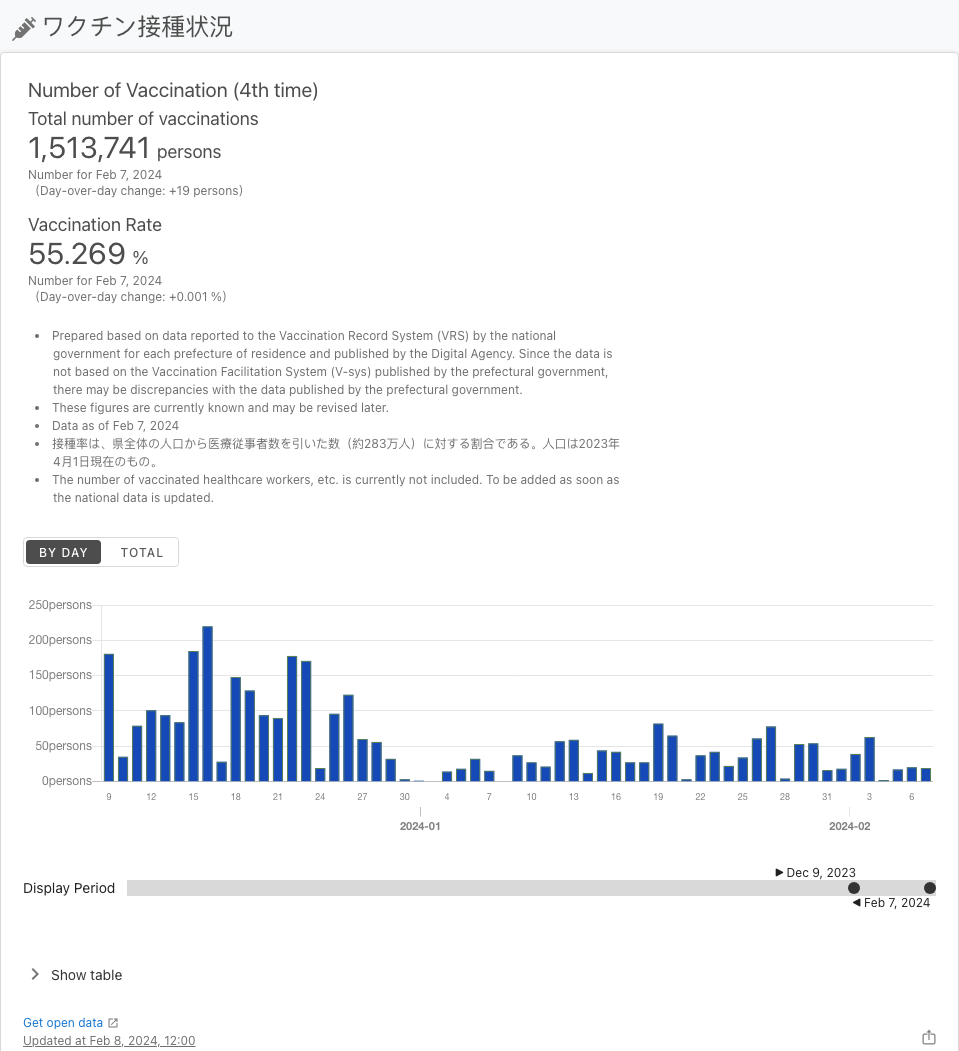 ワクチン接種状況
Number of Vaccination (4th time)
Total number of vaccinations
1,513,741 persons
Number for Feb 7, 2024
(Day-over-day change: +19 persons)
Vaccination Rate
55.269 %
Number for Feb 7, 2024
(Day-over-day change: +0.001 %)
• Prepared based on data reported to the Vaccination Record System (VRS) by the national
government for each prefecture of residence and published by the Digital Agency. Since the data is
not based on the Vaccination Facilitation System (V-sys) published by the prefectural government,
there may be discrepancies with the data published by the prefectural government.
• These figures are currently known and may be revised later.
• Data as of Feb 7, 2024
• 接種率は、県全体の人口から医療従事者数を引いた数（約283万人）に対する割合である。人口は2023年
4月1日現在のもの。
• The number of vaccinated healthcare workers, etc. is currently not included. To be added as soon as
the national data is updated.
BY DAY TOTAL
250persons
200persons
150persons
100persons
50persons
0persons
9 12 15 18 21 24 27 30 4 7 10 13 16 19 22 25 28 31 3 6
2024-01 2024-02
Dec 9, 2023
Display Period
Feb 7, 2024
Show table
Get open data
Updated at Feb 8, 2024, 12:00